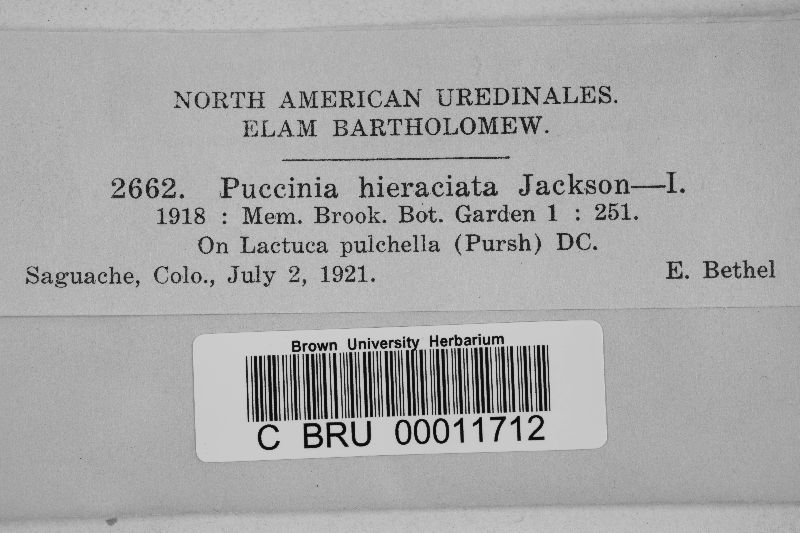 NORTH AMERICAN UREDINALES.
ELAM BARTHOLOMEW.
2662. Puccinia hieraciata Jackson—I.
1918 : Mem. Brook. Bot. Garden 1 : 251.
On Lactuca pulchella (Pursh) DC.
Saguache, Colo., July 2, 1921. E. Bethel
Brown University Herbarium
C BRU 00011712